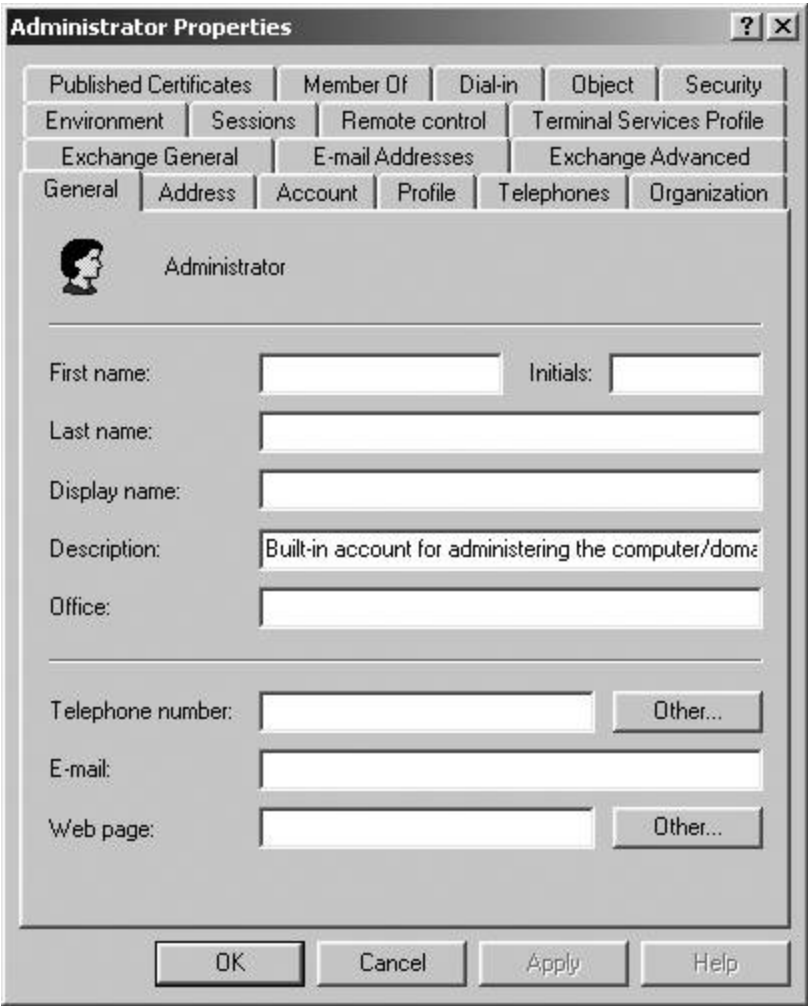 Administrator Properties
Published Certificates Member Of Dial-in Object Security
Environment Sessions Remote control Terminal Services Profile
Exchange General E-mail Addresses Exchange Advanced
General Address Account Profile Telephones Organization
Administrator
First name: Initials:
Last name:
Display name:
Description: Built-in account for administering the computer/doma
Office:
Telephone number: Other...
E-mail:
Web page: Other...
OK Cancel Apply Help